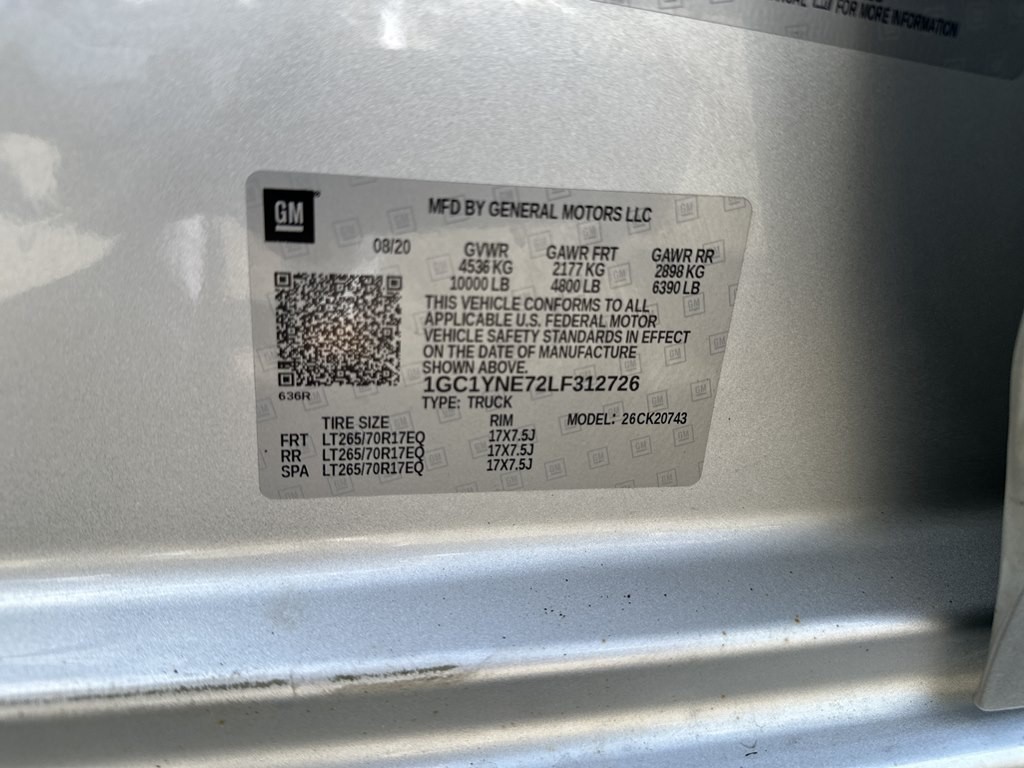 FOR MORE INFORMATION
GM
MFD BY GENERAL MOTORS LLC
08/20 GVWR GAWR FRT GAWR RR
4536 KG 2177 KG 2898 KG
10000 LB 4800 LB 6390 LB
THIS VEHICLE CONFORMS TO ALL
APPLICABLE U.S. FEDERAL MOTOR
VEHICLE SAFETY STANDARDS IN EFFECT
ON THE DATE OF MANUFACTURE
SHOWN ABOVE.
1GC1YNE72LF312726
636R
TYPE: TRUCK
TIRE SIZE RIM MODEL: 26CK20743
FRT LT265/70R17EQ 17X7.5J
RR LT265/70R17EQ 17X7.5J
SPA LT265/70R17EQ 17X7.5J